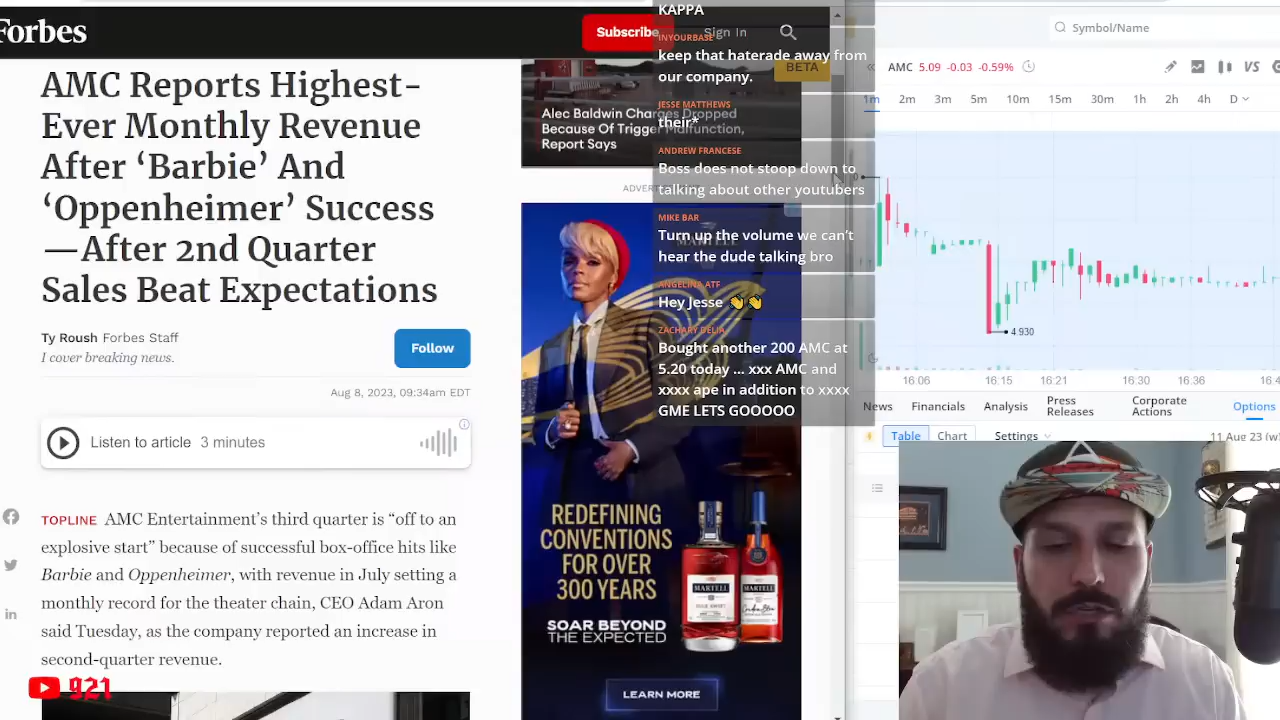 Forbes
Subscribe
Sign In
AMC Reports Highest-
Ever Monthly Revenue
After ‘Barbie’ And
‘Oppenheimer’ Success
—After 2nd Quarter
Sales Beat Expectations
Ty Roush Forbes Staff
I cover breaking news.
Follow
Aug 8, 2023, 09:34am EDT
Listen to article 3 minutes
TOPLINE AMC Entertainment’s third quarter is “off to an
explosive start” because of successful box-office hits like
Barbie and Oppenheimer, with revenue in July setting a
monthly record for the theater chain, CEO Adam Aron
said Tuesday, as the company reported an increase in
second-quarter revenue.
921
BETA
Alec Baldwin Charges Dropped
Because Of Trigger Malfunction,
Report Says
ADVERTISEMENT
MARTELL
REDEFINING
CONVENTIONS
FOR OVER
300 YEARS
SOAR BEYOND
THE EXPECTED
MARTELL
MARTELL
LEARN MORE
KAPPA
INYOURBASE
keep that haterade away from
our company.
JESSE MATTHEWS
their*
ANDREW FRANCESE
Boss does not stoop down to
talking about other youtubers
MIKE BAR
Turn up the volume we can’t
hear the dude talking bro
ANGELINA ATF
Hey Jesse 👏👏
ZACHARY DELIA
Bought another 200 AMC at
5.20 today ... xxx AMC and
xxxx ape in addition to xxxx
GME LETS GOOOOO
Symbol/Name
AMC 5.09 -0.03 -0.59%
VS
1m 2m 3m 5m 10m 15m 30m 1h 2h 4h D
4.930
16:06 16:15 16:21 16:30 16:36
News Financials Analysis Press Releases Corporate Actions Options
Table Chart Settings
11 Aug 23